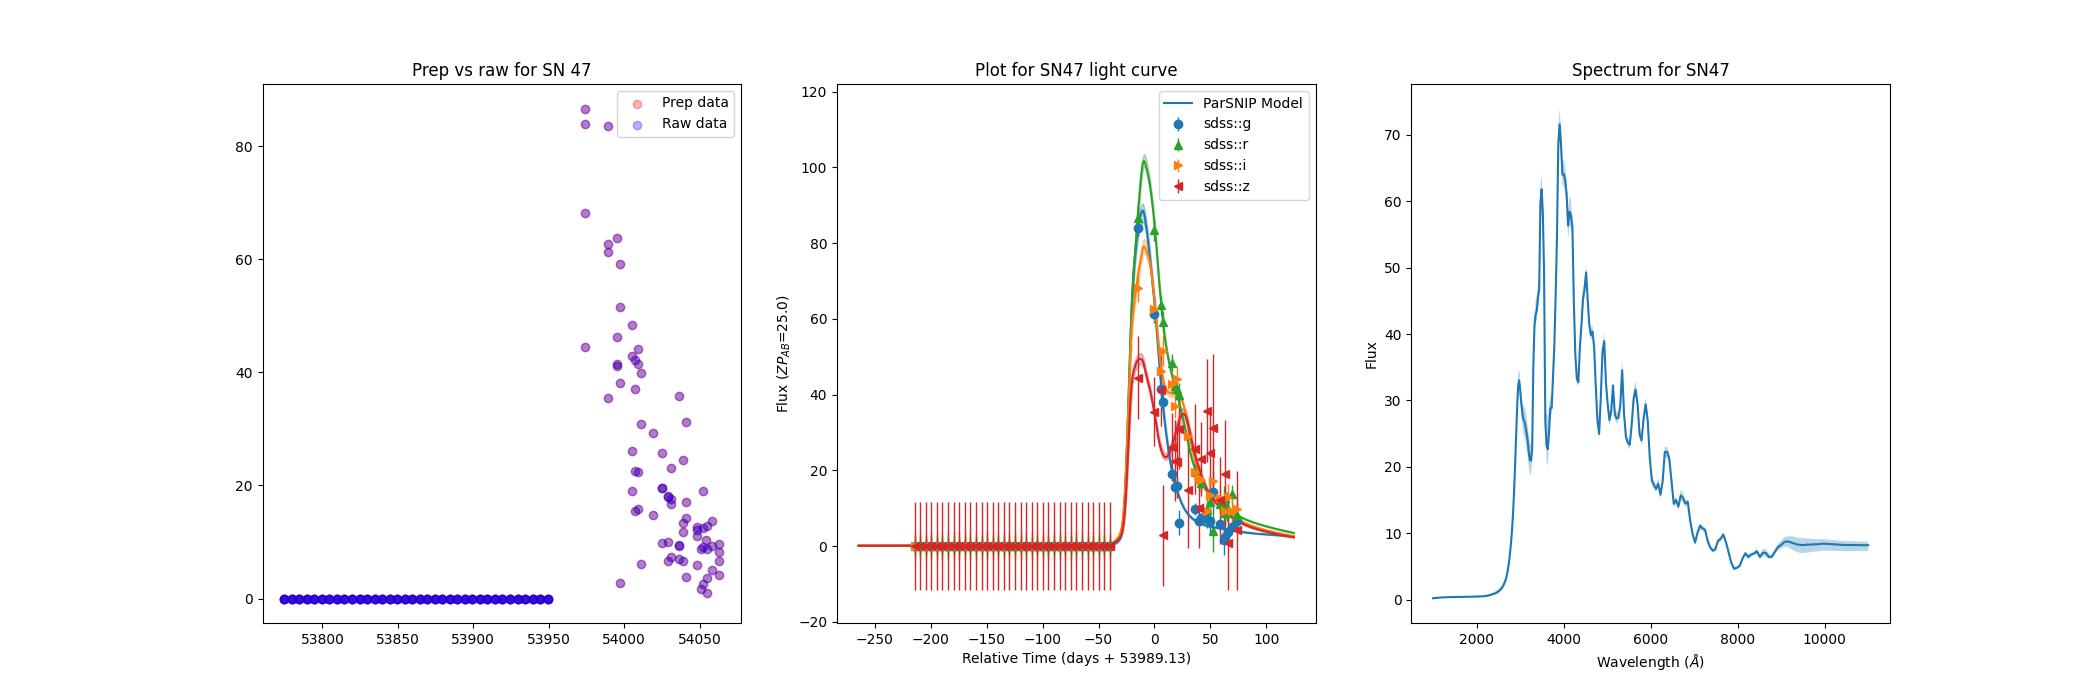 Prep vs raw for SN 47
Prep data
Raw data
80
60
40
20
0
53800 53850 53900 53950 54000 54050
Plot for SN47 light curve
ParSNIP Model
sdss::g
sdss::r
sdss::i
sdss::z
Flux (ZP_AB=25.0)
120
100
80
60
40
20
0
−20
−250 −200 −150 −100 −50 0 50 100
Relative Time (days + 53989.13)
Spectrum for SN47
Flux
70
60
50
40
30
20
10
0
2000 4000 6000 8000 10000
Wavelength (Å)